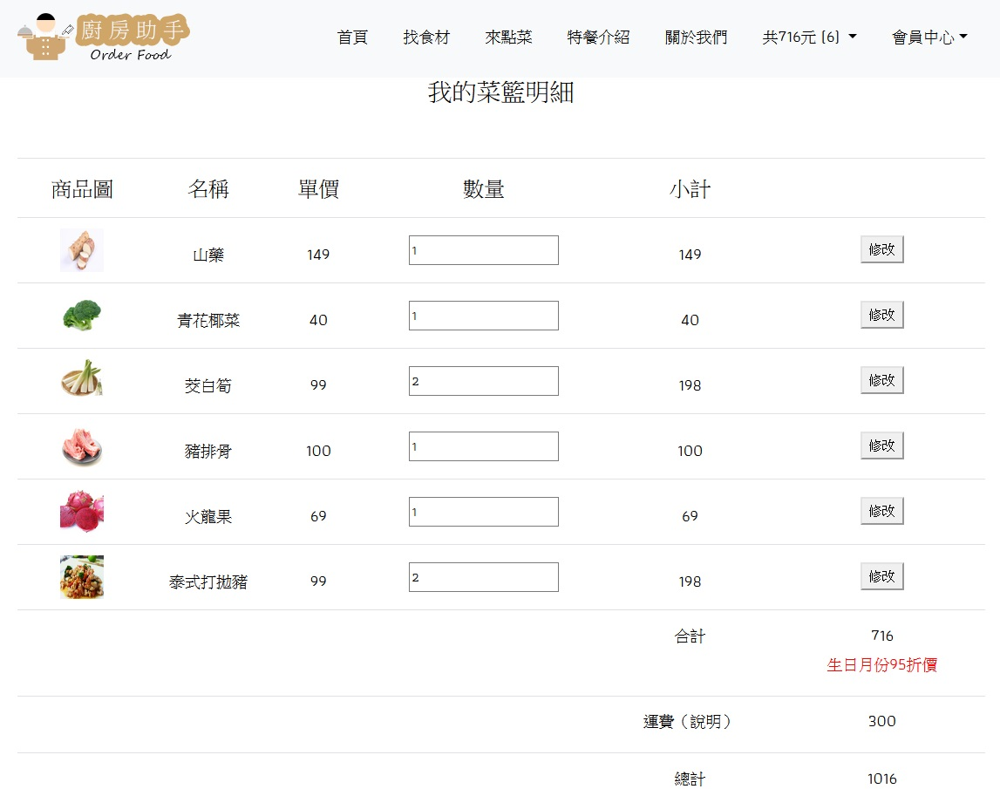 廚房助手
Order Food
首頁 找食材 來點菜 特餐介紹 關於我們 共716元 [6] 會員中心
我的菜籃明細
商品圖 名稱 單價 數量 小計
山藥 149 1 149 修改
青花椰菜 40 1 40 修改
茭白筍 99 2 198 修改
豬排骨 100 1 100 修改
火龍果 69 1 69 修改
泰式打拋豬 99 2 198 修改
合計 716
生日月份95折價
運費（說明） 300
總計 1016